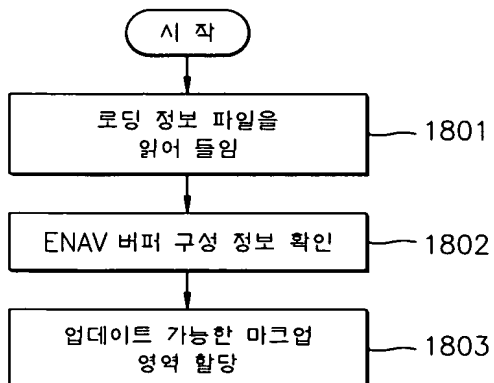 시 작
로딩 정보 파일을
읽어 들임
1801
ENAV 버퍼 구성 정보 확인
1802
업데이트 가능한 마크업
영역 할당
1803